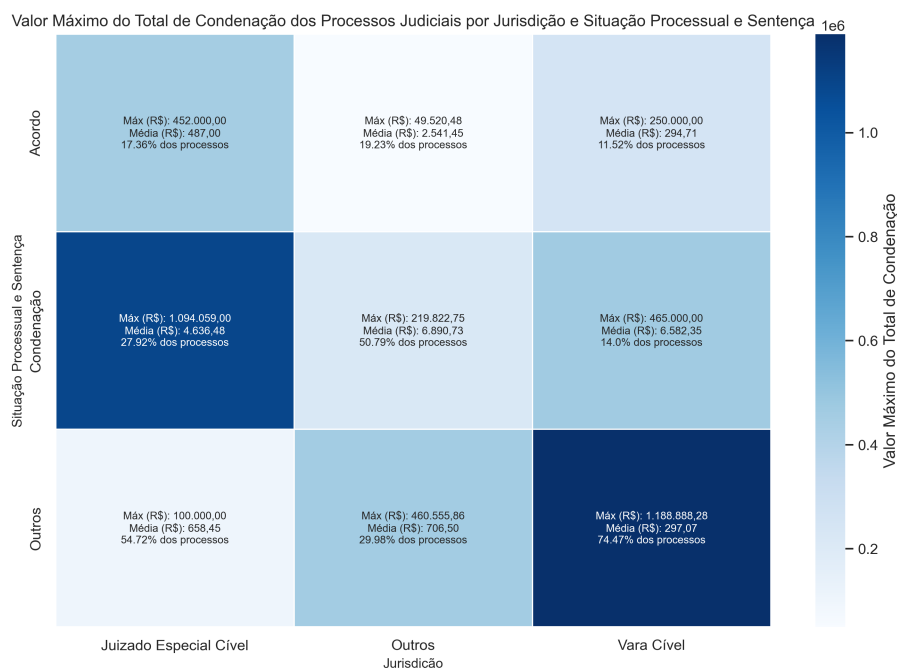 Valor Máximo do Total de Condenação dos Processos Judiciais por Jurisdição e Situação Processual e Sentença
1e6
Situação Processual e Sentença
Acordo
Máx (R$): 452.000,00
Média (R$): 487,00
17.36% dos processos
Máx (R$): 49.520,48
Média (R$): 2.541,45
19.23% dos processos
Máx (R$): 250.000,00
Média (R$): 294,71
11.52% dos processos
Condenação
Máx (R$): 1.094.059,00
Média (R$): 4.636,48
27.92% dos processos
Máx (R$): 219.822,75
Média (R$): 6.890,73
50.79% dos processos
Máx (R$): 465.000,00
Média (R$): 6.582,35
14.0% dos processos
Outros
Máx (R$): 100.000,00
Média (R$): 658,45
54.72% dos processos
Máx (R$): 460.555,86
Média (R$): 706,50
29.98% dos processos
Máx (R$): 1.188.888,28
Média (R$): 297,07
74.47% dos processos
Juizado Especial Cível
Outros
Vara Cível
Jurisdição
1.0
0.8
0.6
0.4
0.2
Valor Máximo do Total de Condenação